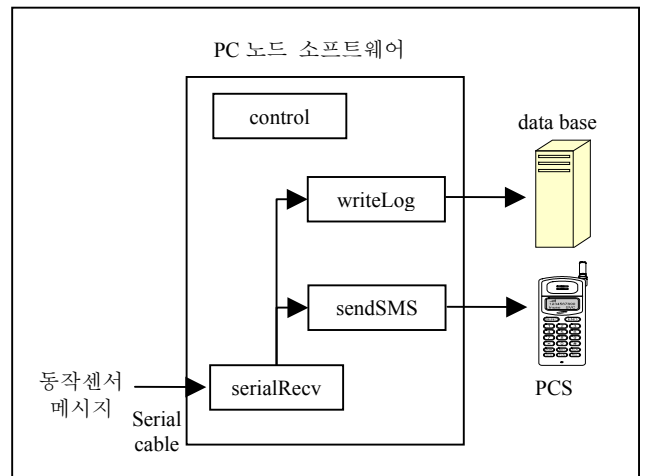 PC 노드 소프트웨어
control
data base
writeLog
sendSMS
동작센서
메시지
serialRecv
PCS
Serial
cable